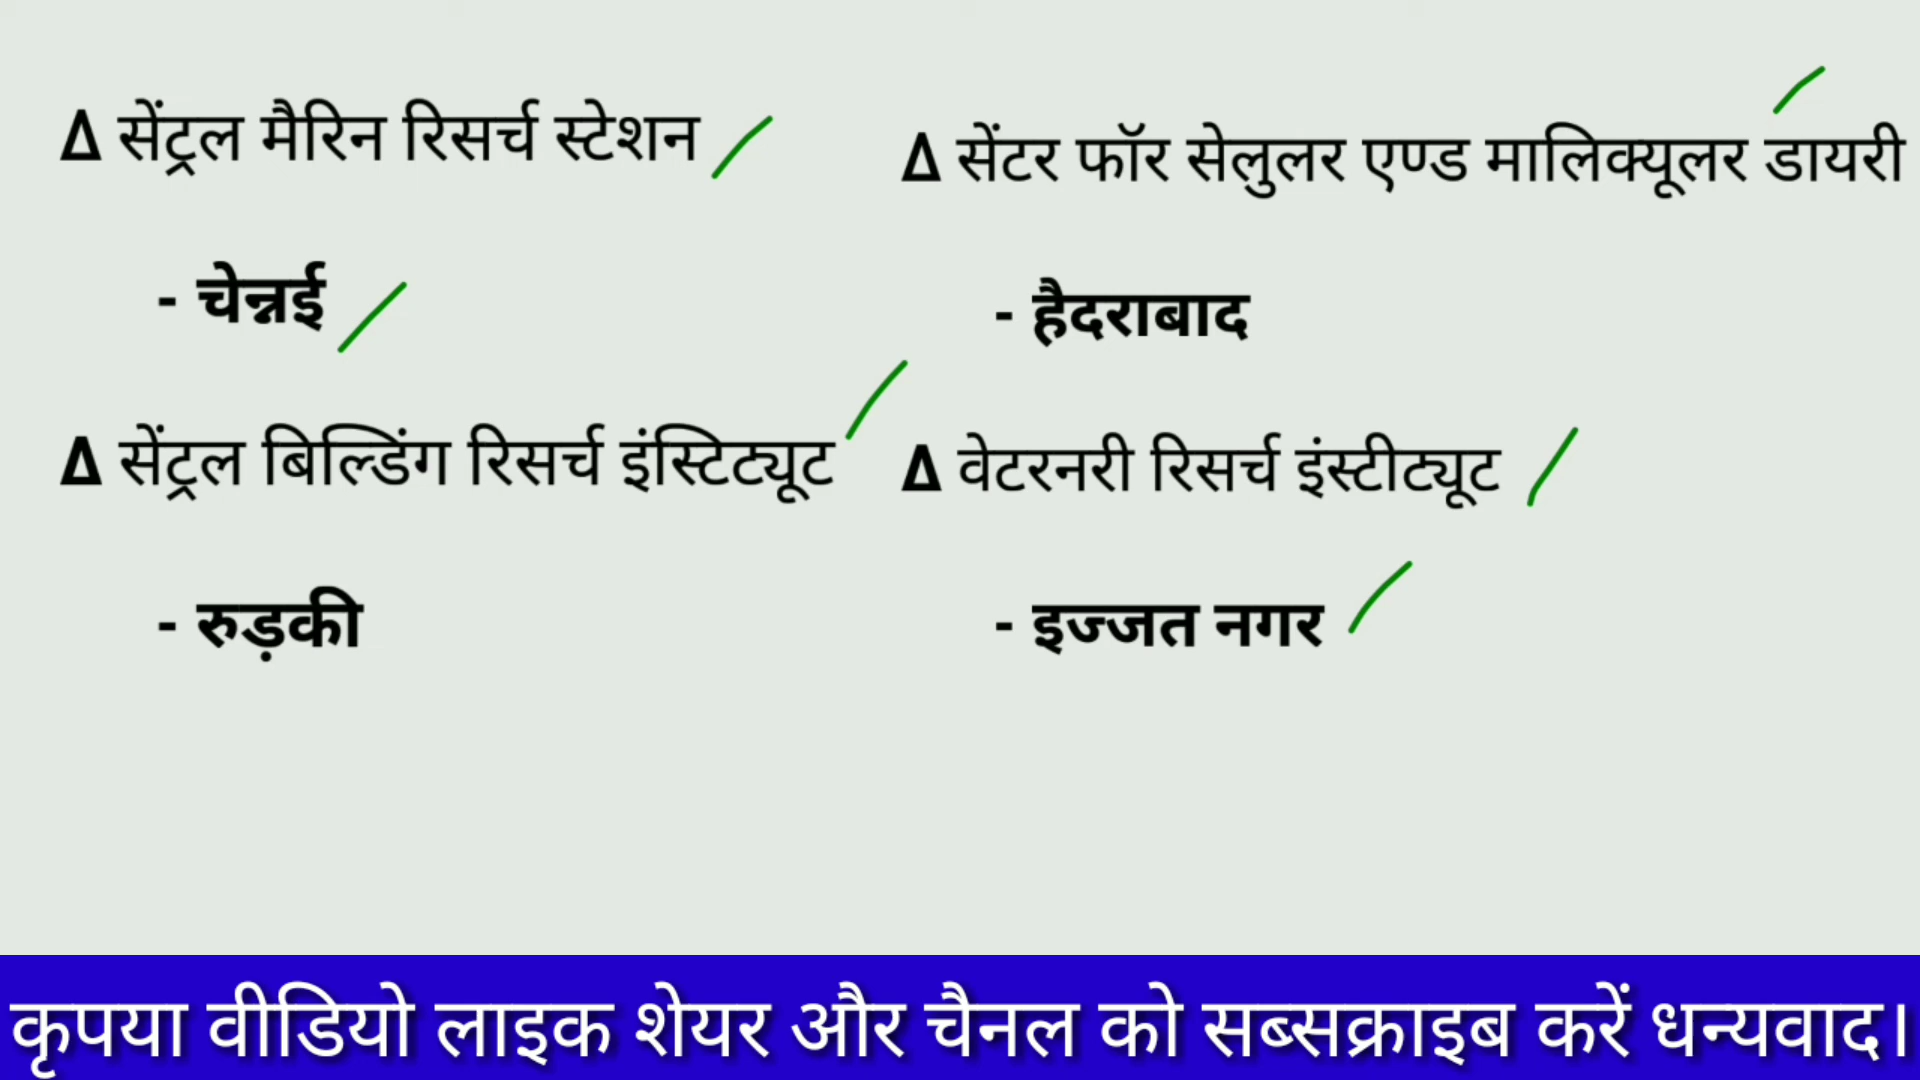 Δ सेंट्रल मैरिन रिसर्च स्टेशन
- चेन्नई
Δ सेंट्रल बिल्डिंग रिसर्च इंस्टिट्यूट
- रुड़की
Δ सेंटर फॉर सेलुलर एण्ड मालिक्यूलर डायरी
- हैदराबाद
Δ वेटरनरी रिसर्च इंस्टीट्यूट
- इज्जत नगर
कृपया वीडियो लाइक शेयर और चैनल को सब्सक्राइब करें धन्यवाद।